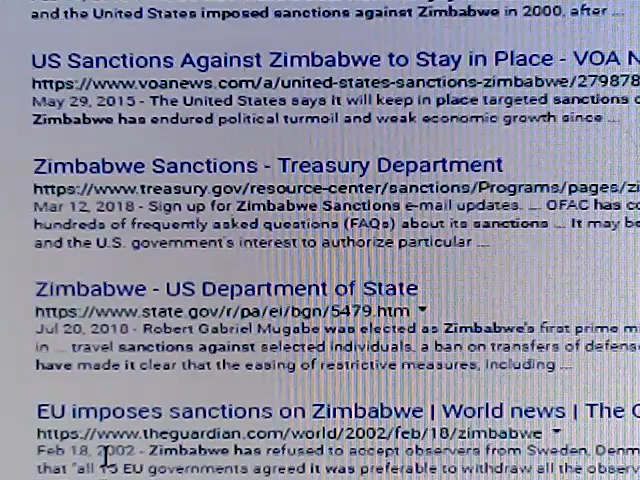 and the United States imposed sanctions against Zimbabwe in 2000, after ...
US Sanctions Against Zimbabwe to Stay in Place - VOA N
https://www.voanews.com/a/united-states-sanctions-zimbabwe/279878
May 29, 2015 - The United States says it will keep in place targeted sanctions o
Zimbabwe has endured political turmoil and weak economic growth since ...
Zimbabwe Sanctions - Treasury Department
https://www.treasury.gov/resource-center/sanctions/Programs/pages/zi
Mar 12, 2018 - Sign up for Zimbabwe Sanctions e-mail updates. ... OFAC has co
hundreds of frequently asked questions (FAQs) about its sanctions ... It may be
and the U.S. government's interest to authorize particular ...
Zimbabwe - US Department of State
https://www.state.gov/r/pa/ei/bgn/5479.htm
Jul 20, 2018 - Robert Gabriel Mugabe was elected as Zimbabwe's first prime m
in ... travel sanctions against selected individuals, a ban on transfers of defens
have made it clear that the easing of restrictive measures, including ...
EU imposes sanctions on Zimbabwe | World news | The G
https://www.theguardian.com/world/2002/feb/18/zimbabwe
Feb 18, 2002 - Zimbabwe has refused to accept observers from Sweden, Denm
that "all 15 EU governments agreed it was preferable to withdraw all the observ